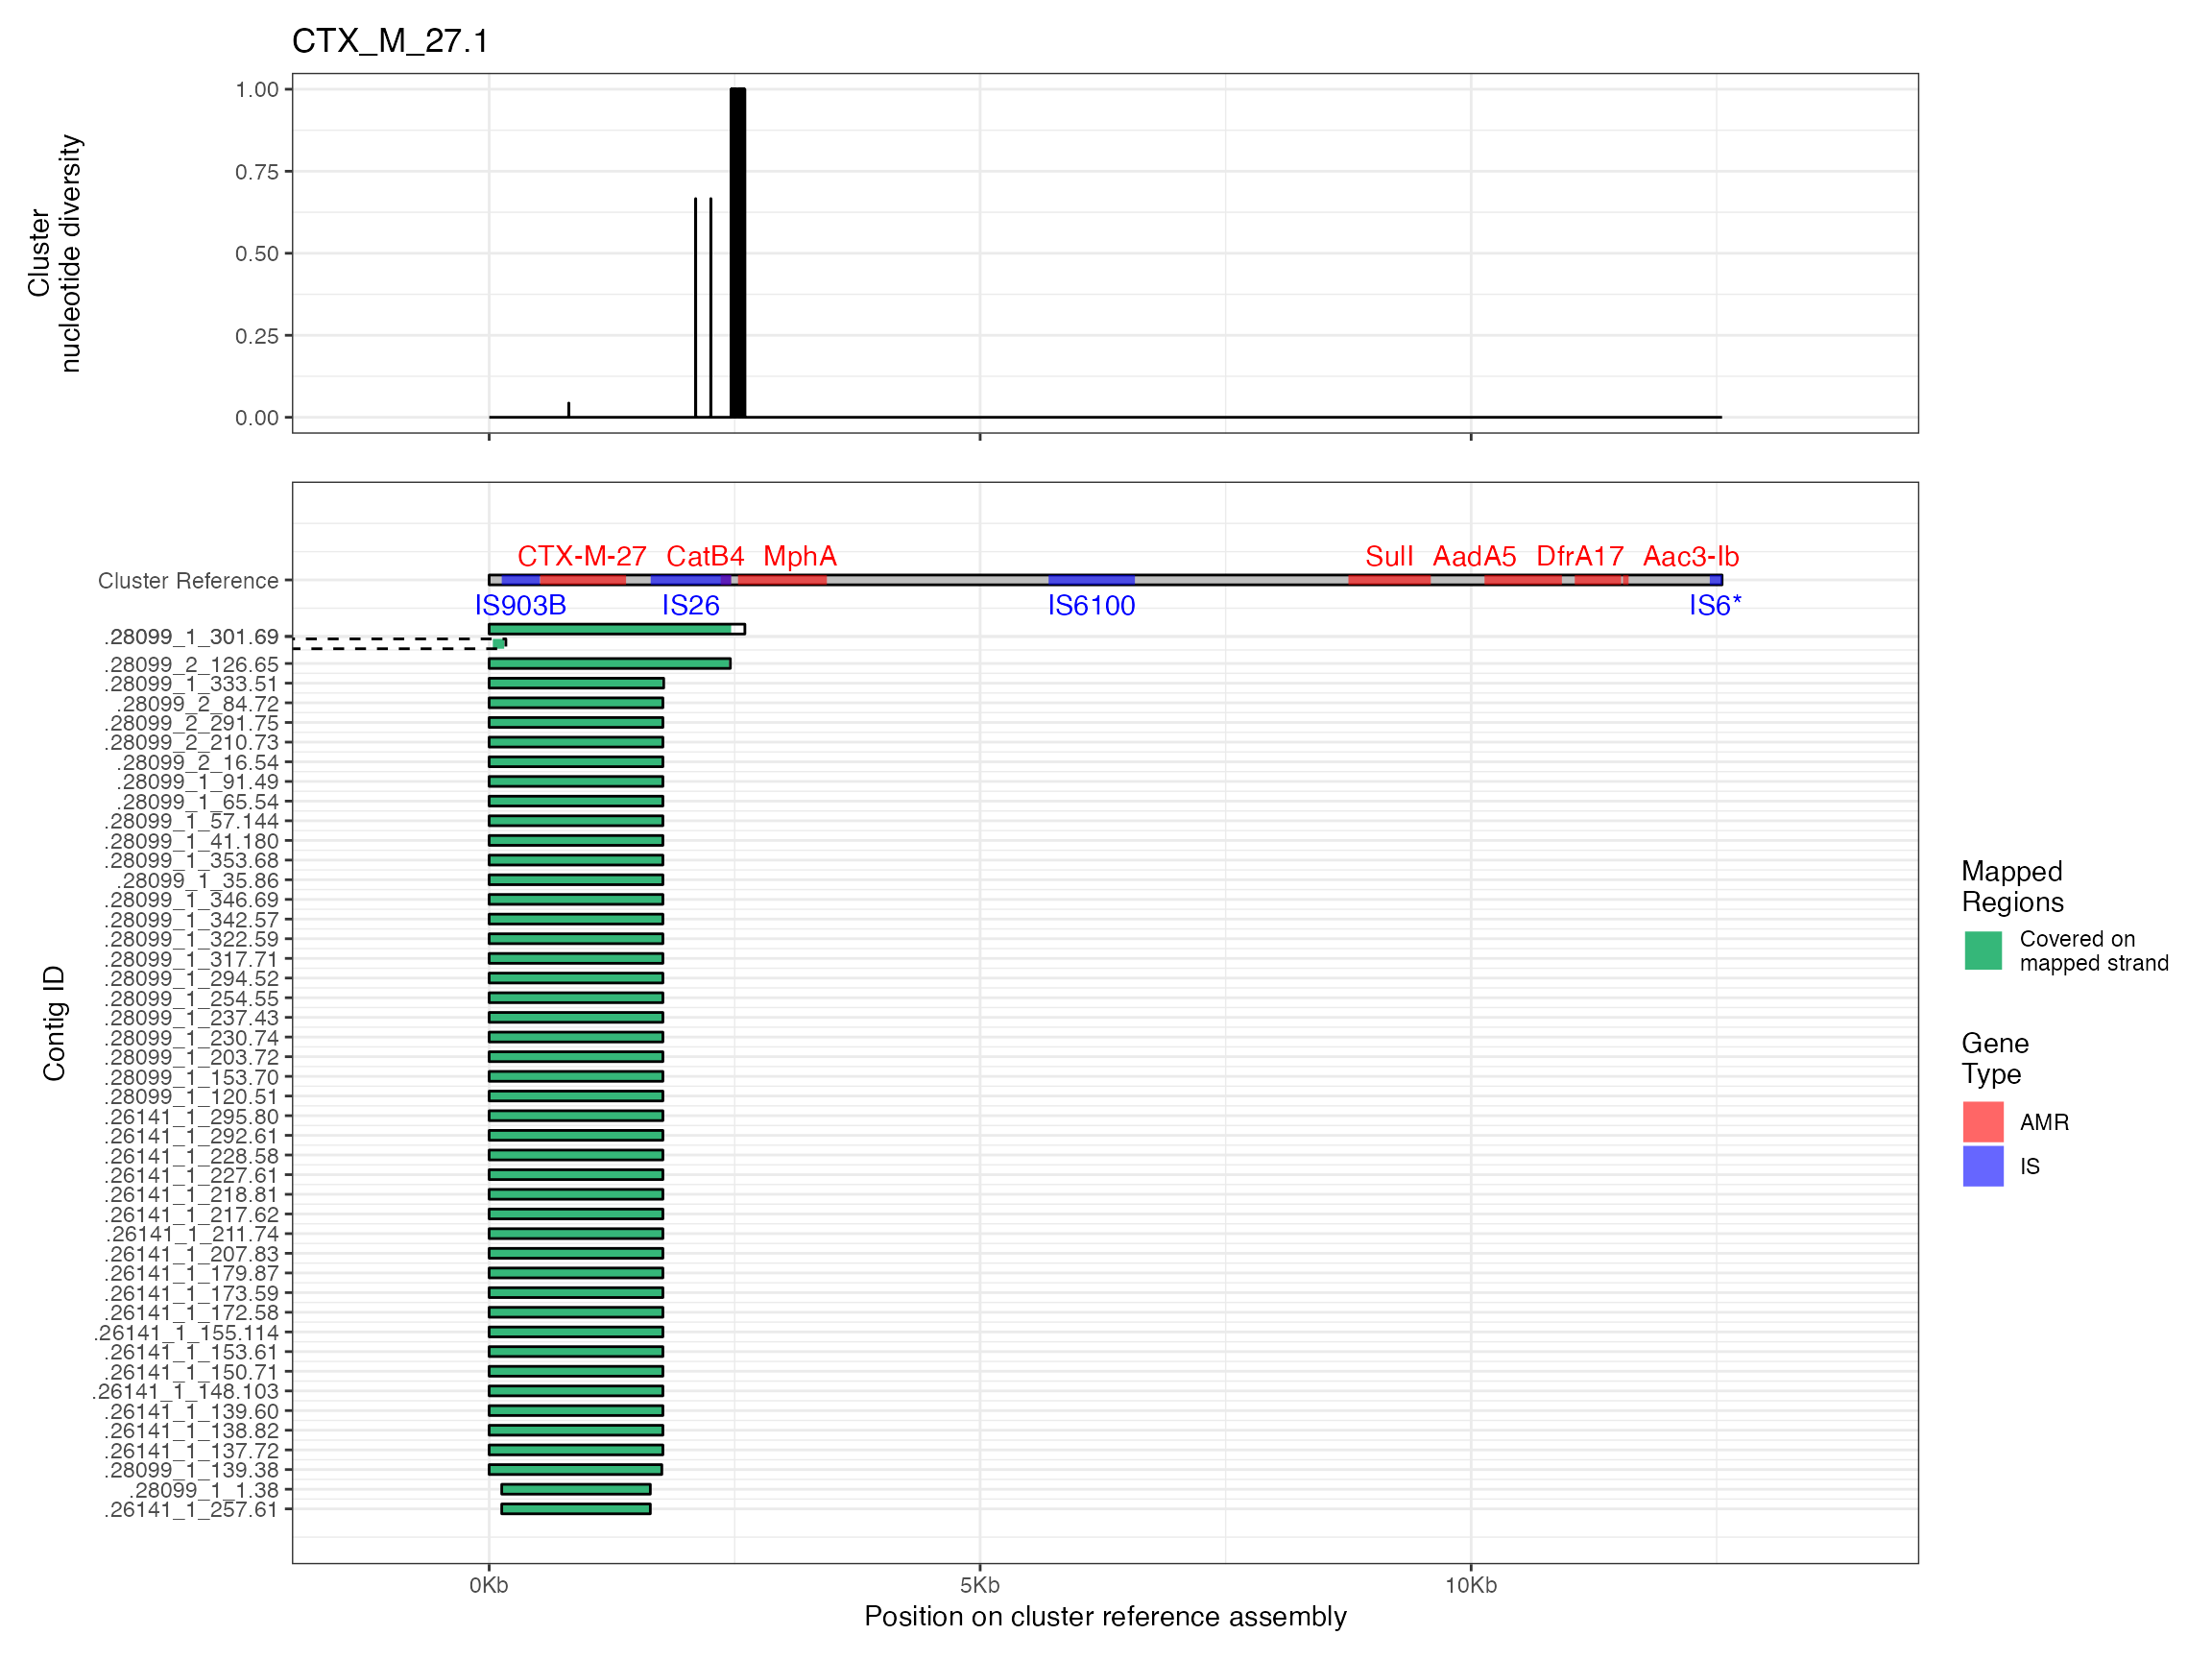 CTX_M_27.1
Cluster
nucleotide diversity
1.00
0.75
0.50
0.25
0.00
CTX-M-27 CatB4 MphA SulI AadA5 DfrA17 Aac3-Ib
Cluster Reference
IS903B IS26 IS6100 IS6*
.28099_1_301.69
.28099_2_126.65
.28099_1_333.51
.28099_2_84.72
.28099_2_291.75
.28099_2_210.73
.28099_2_16.54
.28099_1_91.49
.28099_1_65.54
.28099_1_57.144
.28099_1_41.180
.28099_1_353.68
.28099_1_35.86
.28099_1_346.69
.28099_1_342.57
.28099_1_322.59
.28099_1_317.71
.28099_1_294.52
.28099_1_254.55
.28099_1_237.43
.28099_1_230.74
.28099_1_203.72
.28099_1_153.70
.28099_1_120.51
.26141_1_295.80
.26141_1_292.61
.26141_1_228.58
.26141_1_227.61
.26141_1_218.81
.26141_1_217.62
.26141_1_211.74
.26141_1_207.83
.26141_1_179.87
.26141_1_173.59
.26141_1_172.58
.26141_1_155.114
.26141_1_153.61
.26141_1_150.71
.26141_1_148.103
.26141_1_139.60
.26141_1_138.82
.26141_1_137.72
.28099_1_139.38
.28099_1_1.38
.26141_1_257.61
Contig ID
0Kb 5Kb 10Kb
Position on cluster reference assembly
Mapped
Regions
Covered on
mapped strand
Gene
Type
AMR
IS